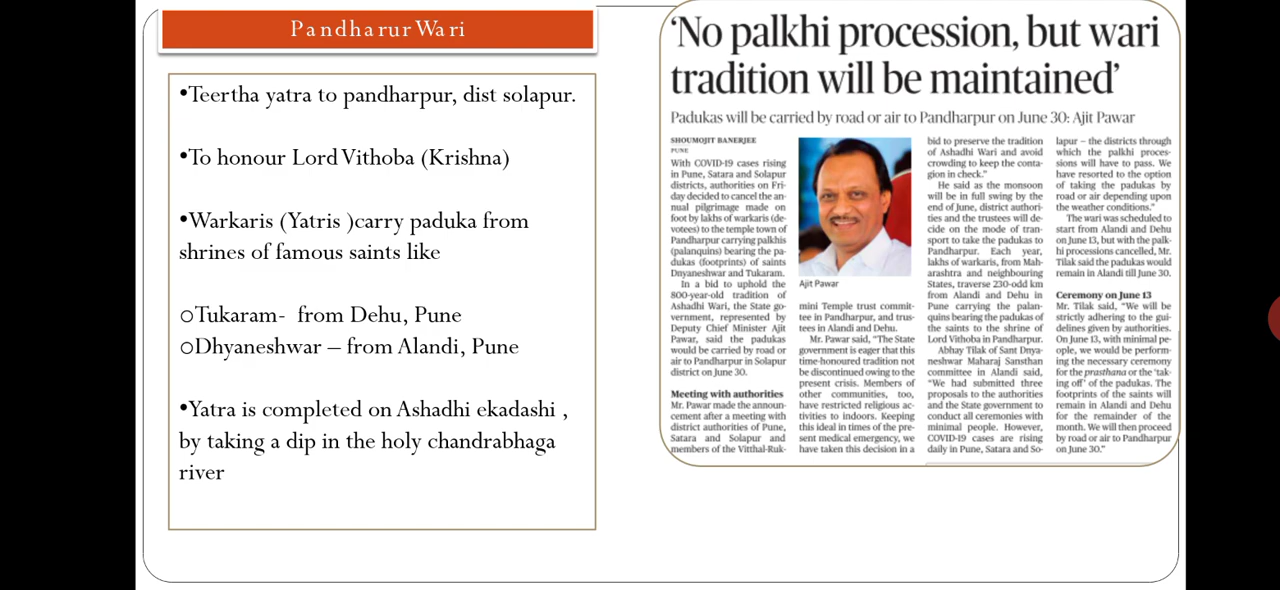 PandharurWari
•Teertha yatra to pandharpur, dist solapur.
•To honour Lord Vithoba (Krishna)
•Warkaris (Yatris )carry paduka from
shrines of famous saints like
oTukaram- from Dehu, Pune
oDhyaneshwar – from Alandi, Pune
•Yatra is completed on Ashadhi ekadashi ,
by taking a dip in the holy chandrabhaga
river
‘No palkhi procession, but wari
tradition will be maintained’
Padukas will be carried by road or air to Pandharpur on June 30: Ajit Pawar
SHOUMOJIT BANERJEE
PUNE
With COVID-19 cases rising
in Pune, Satara and Solapur
districts, authorities on Fri-
day decided to cancel the an-
nual pilgrimage made on
foot by lakhs of warkaris (de-
votees) to the temple town of
Pandharpur carrying palkhis
(palanquins) bearing the pa-
dukas (footprints) of saints
Dnyaneshwar and Tukaram.
In a bid to uphold the
800-year-old tradition of
Ashadhi Wari, the State go-
vernment, represented by
Deputy Chief Minister Ajit
Pawar, said the padukas
would be carried by road or
air to Pandharpur in Solapur
district on June 30.
Meeting with authorities
Mr. Pawar made the announ-
cement after a meeting with
district authorities of Pune,
Satara and Solapur and
members of the Vitthal-Ruk-
Ajit Pawar
mini Temple trust commit-
tee in Pandharpur, and trus-
tees in Alandi and Dehu.
Mr. Pawar said, “The State
government is eager that this
time-honoured tradition not
be discontinued owing to the
present crisis. Members of
other communities, too,
have restricted religious ac-
tivities to indoors. Keeping
this ideal in times of the pre-
sent medical emergency, we
have taken this decision in a
bid to preserve the tradition
of Ashadhi Wari and avoid
crowding to keep the conta-
gion in check.”
He said as the monsoon
will be in full swing by the
end of June, district authori-
ties and the trustees will de-
cide on the mode of tran-
sport to take the padukas to
Pandharpur. Each year,
lakhs of warkaris, from Mah-
arashtra and neighbouring
States, traverse 230-odd km
from Alandi and Dehu in
Pune carrying the palan-
quins bearing the padukas of
the saints to the shrine of
Lord Vithoba in Pandharpur.
Abhay Tilak of Sant Dnya-
neshwar Maharaj Sansthan
committee in Alandi said,
“We had submitted three
proposals to the authorities
and the State government to
conduct all ceremonies with
minimal people. However,
COVID-19 cases are rising
daily in Pune, Satara and So-
lapur – the districts through
which the palkhi proces-
sions will have to pass. We
have resorted to the option
of taking the padukas by
road or air depending upon
the weather conditions.”
The wari was scheduled to
start from Alandi and Dehu
on June 13, but with the palk-
hi processions cancelled, Mr.
Tilak said the padukas would
remain in Alandi till June 30.
Ceremony on June 13
Mr. Tilak said, “We will be
strictly adhering to the gui-
delines given by authorities.
On June 13, with minimal pe-
ople, we would be perform-
ing the necessary ceremony
for the prasthana or the ‘tak-
ing off’ of the padukas. The
footprints of the saints will
remain in Alandi and Dehu
for the remainder of the
month. We will then proceed
by road or air to Pandharpur
on June 30.”